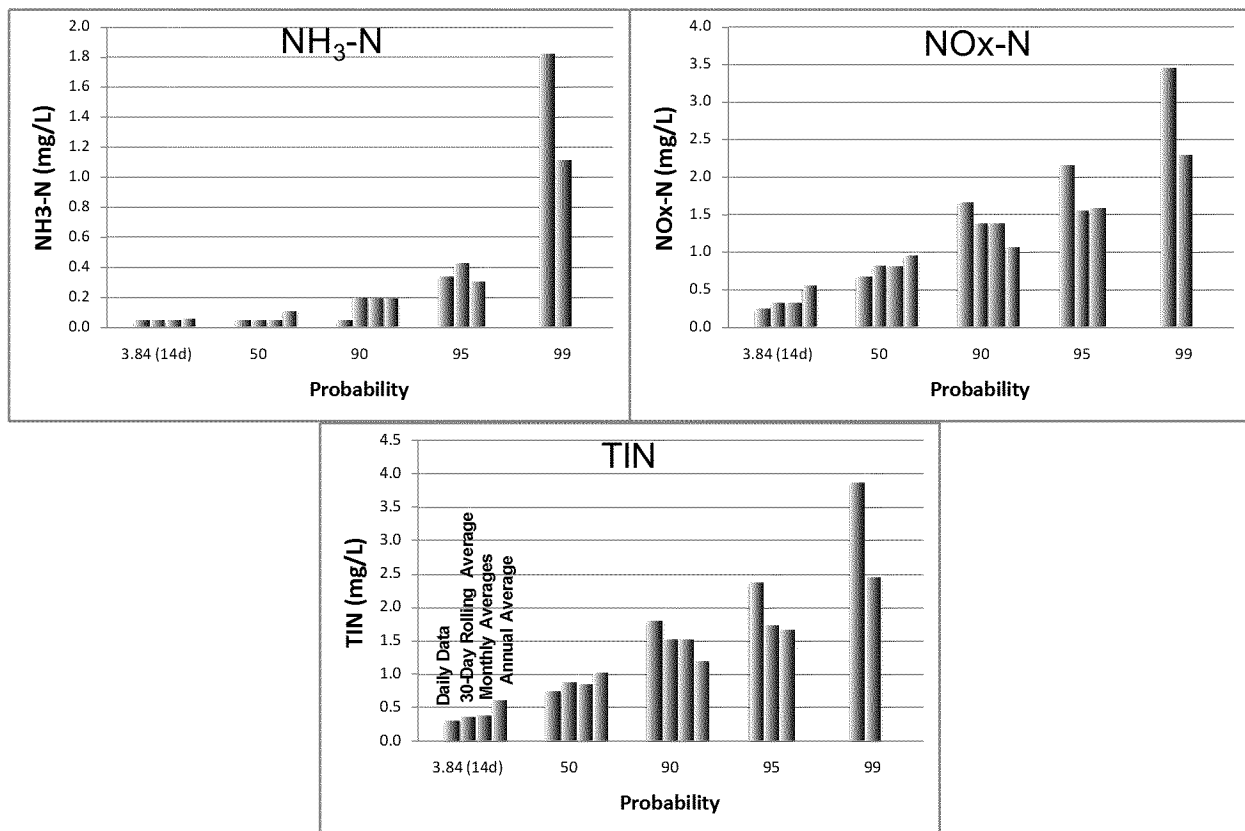 NH3-N
2.0
1.8
1.6
1.4
1.2
1.0
0.8
0.6
0.4
0.2
0.0
NH3-N (mg/L)
3.84 (14d) 50 90 95 99
Probability
NOx-N
4.0
3.5
3.0
2.5
2.0
1.5
1.0
0.5
0.0
NOx-N (mg/L)
3.84 (14d) 50 90 95 99
Probability
TIN
4.5
4.0
3.5
3.0
2.5
2.0
1.5
1.0
0.5
0.0
TIN (mg/L)
Daily Data
30-Day Rolling Average
Monthly Averages
Annual Average
3.84 (14d) 50 90 95 99
Probability